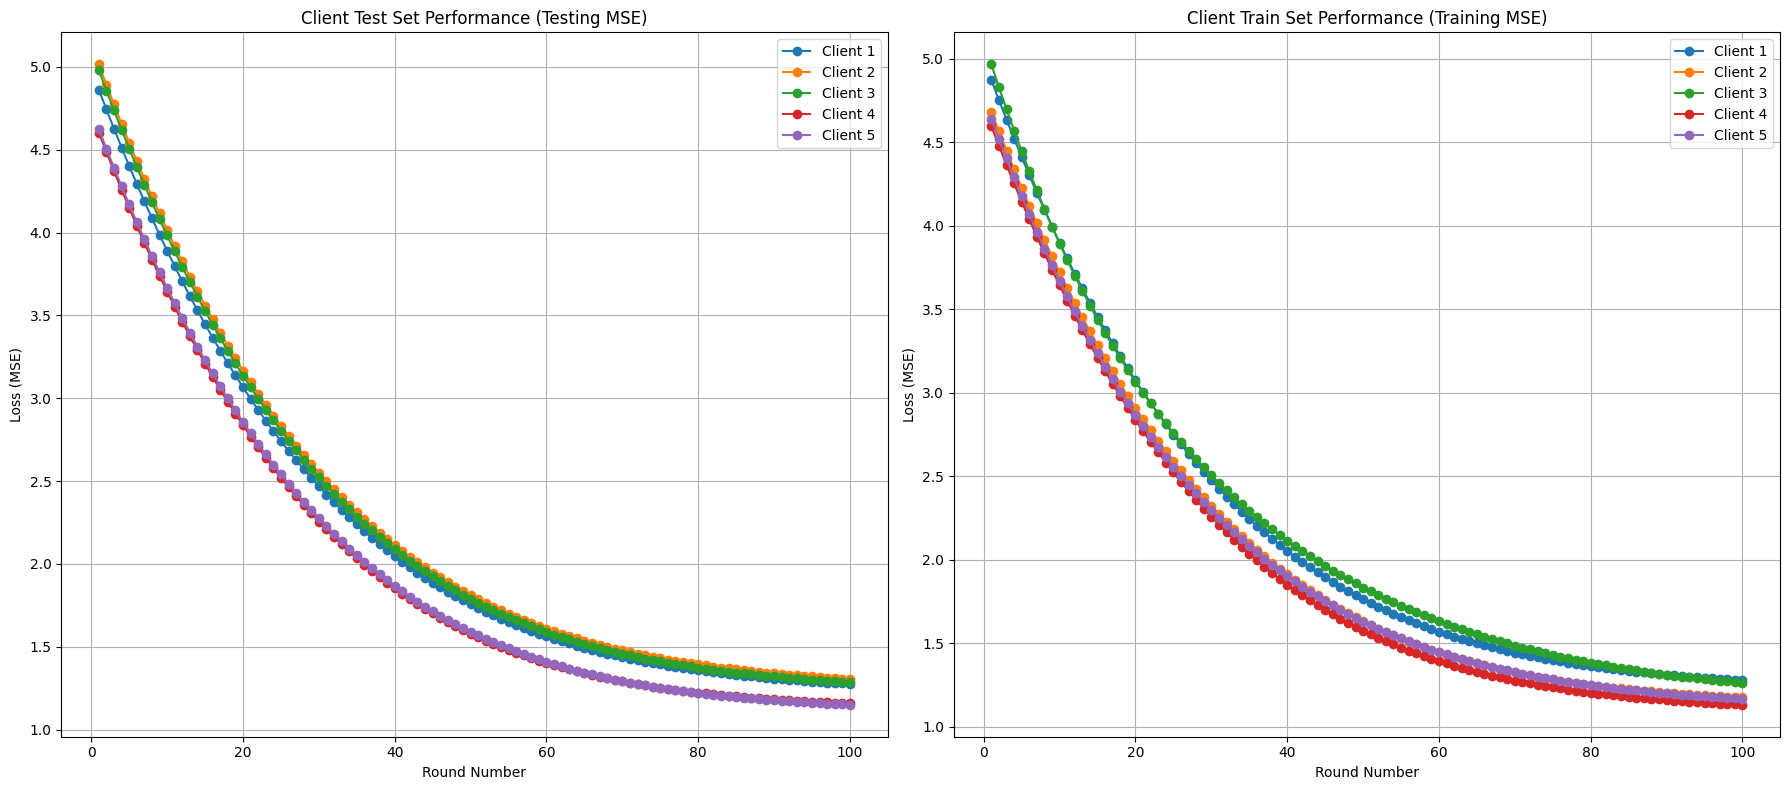 Client Test Set Performance (Testing MSE)
Loss (MSE)
5.0
4.5
4.0
3.5
3.0
2.5
2.0
1.5
1.0
0
20
40
60
80
100
Round Number
Client 1
Client 2
Client 3
Client 4
Client 5
Client Train Set Performance (Training MSE)
Loss (MSE)
5.0
4.5
4.0
3.5
3.0
2.5
2.0
1.5
1.0
0
20
40
60
80
100
Round Number
Client 1
Client 2
Client 3
Client 4
Client 5